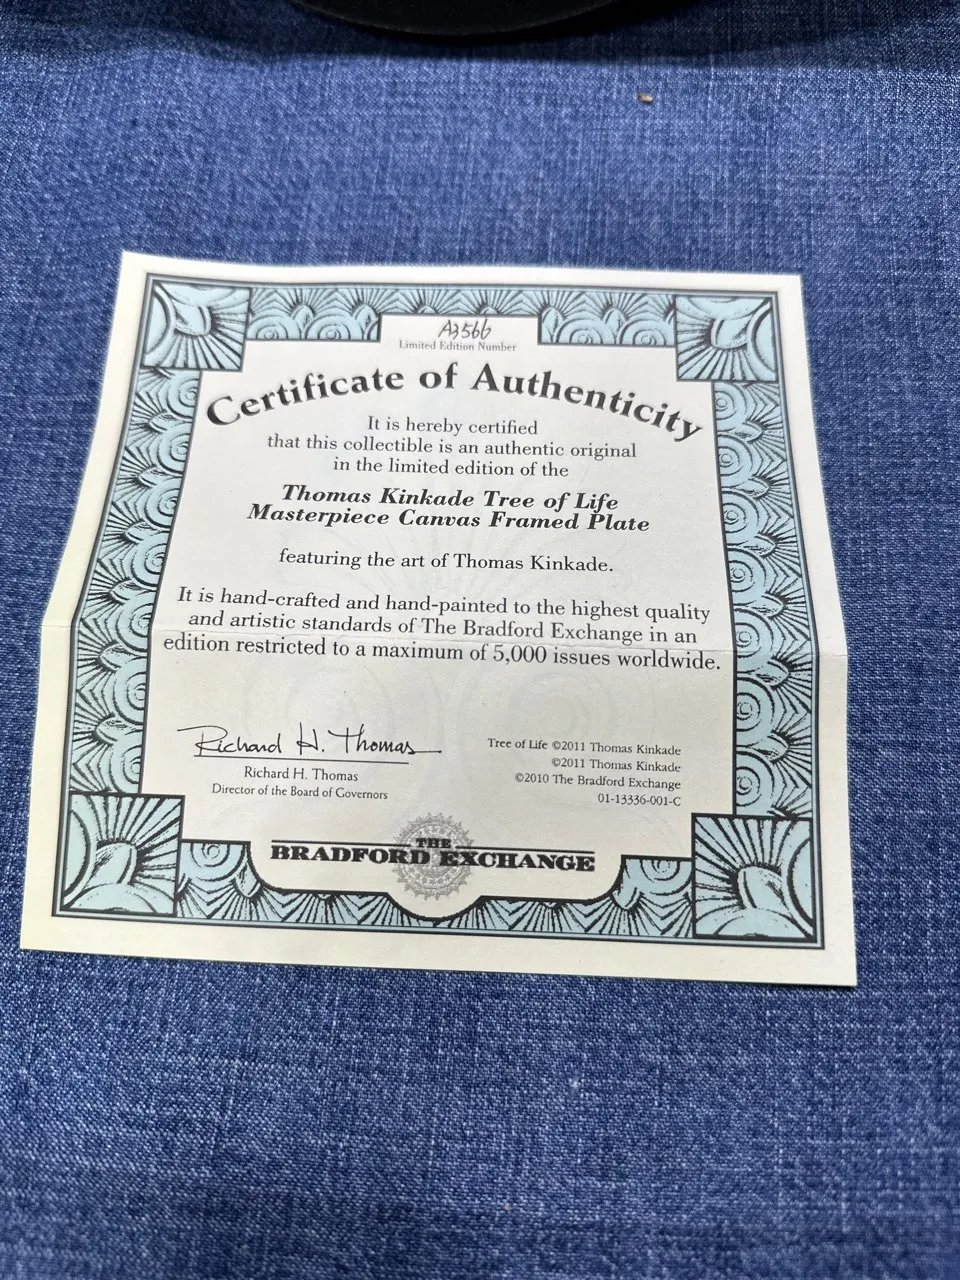 A3566
Limited Edition Number
Certificate of Authenticity
It is hereby certified
that this collectible is an authentic original
in the limited edition of the
Thomas Kinkade Tree of Life
Masterpiece Canvas Framed Plate
featuring the art of Thomas Kinkade.
It is hand-crafted and hand-painted to the highest quality
and artistic standards of The Bradford Exchange in an
edition restricted to a maximum of 5,000 issues worldwide.
Richard H. Thomas
Richard H. Thomas
Director of the Board of Governors
Tree of Life ©2011 Thomas Kinkade
©2011 Thomas Kinkade
©2010 The Bradford Exchange
01-13336-001-C
THE
BRADFORD EXCHANGE